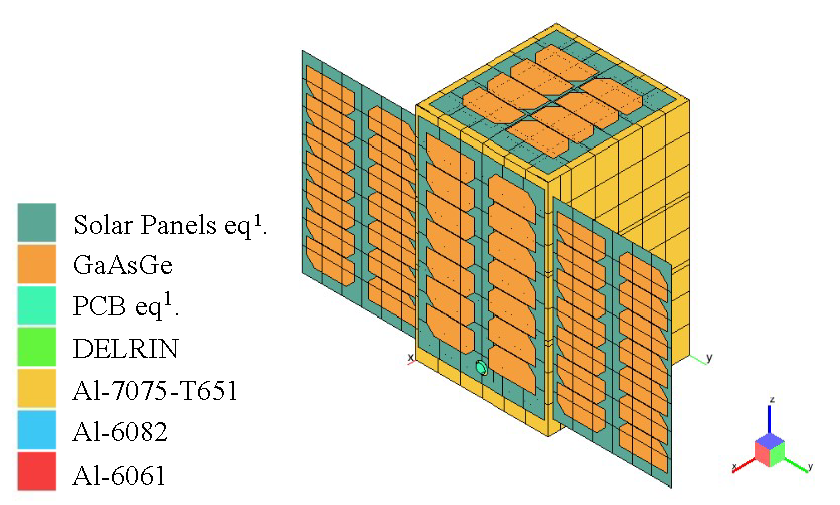 Solar Panels eq¹.
GaAsGe
PCB eq¹.
DELRIN
Al-7075-T651
Al-6082
Al-6061
x
y
z
x
y